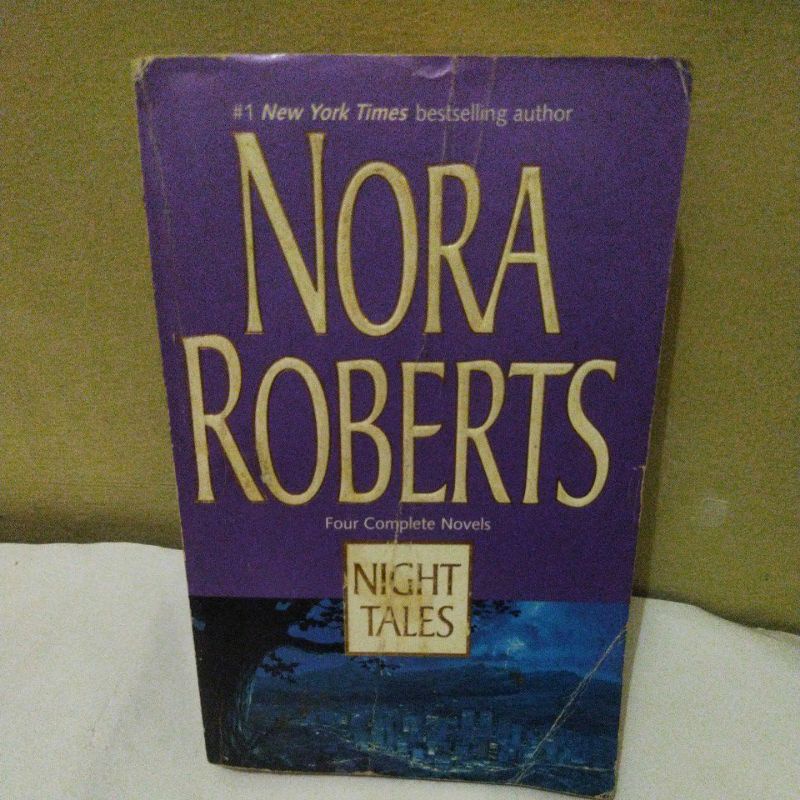 #1 New York Times bestselling author
NORA
ROBERTS
Four Complete Novels
NIGHT
TALES